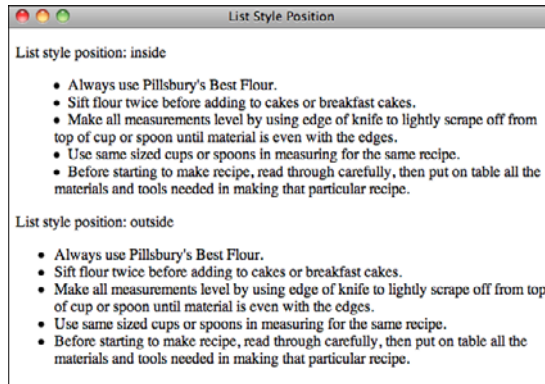 List Style Position
List style position: inside
• Always use Pillsbury's Best Flour.
• Sift flour twice before adding to cakes or breakfast cakes.
• Make all measurements level by using edge of knife to lightly scrape off from
top of cup or spoon until material is even with the edges.
• Use same sized cups or spoons in measuring for the same recipe.
• Before starting to make recipe, read through carefully, then put on table all the
materials and tools needed in making that particular recipe.
List style position: outside
• Always use Pillsbury's Best Flour.
• Sift flour twice before adding to cakes or breakfast cakes.
• Make all measurements level by using edge of knife to lightly scrape off from top
of cup or spoon until material is even with the edges.
• Use same sized cups or spoons in measuring for the same recipe.
• Before starting to make recipe, read through carefully, then put on table all the
materials and tools needed in making that particular recipe.